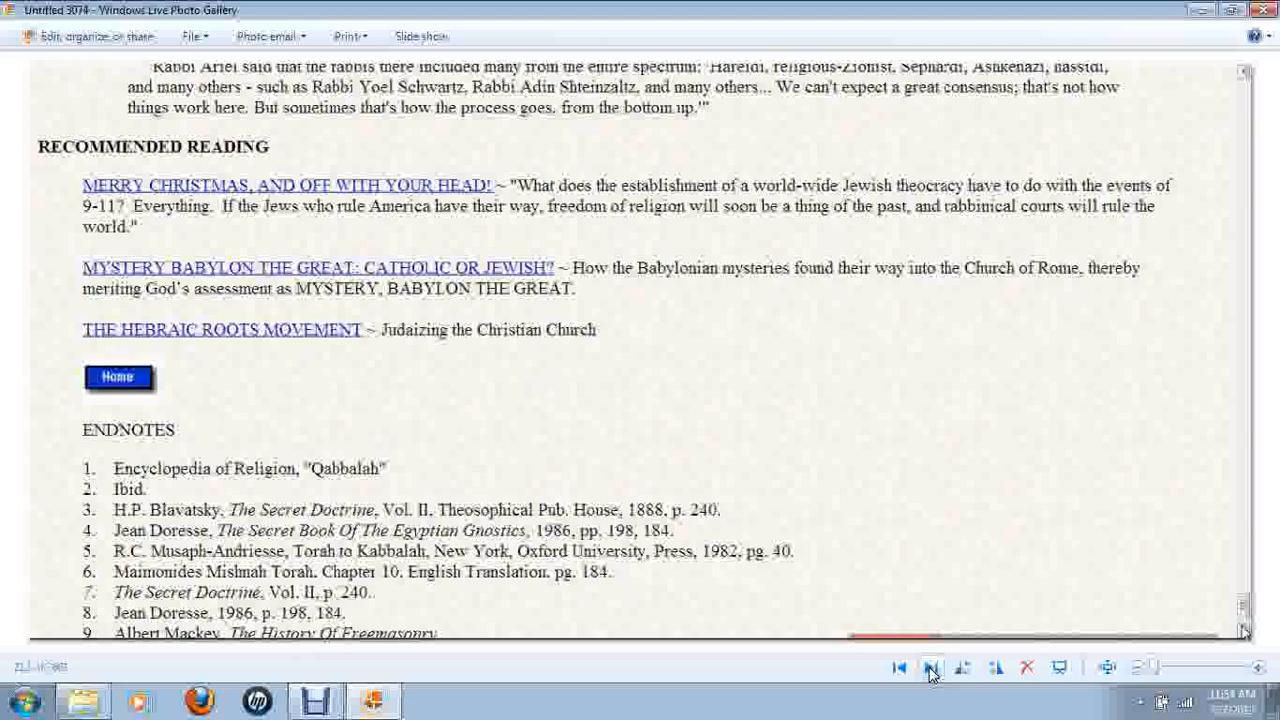 Untitled 3074 - Windows Live Photo Gallery
Edit, organize or share File Photo email Print Slide show
Rabbi Ariel said that the rabbis there included many from the entire spectrum: 'Hareidi, religious-Zionist, Sephardi, Ashkenazi, hassidi,
and many others - such as Rabbi Yoel Schwartz, Rabbi Adin Shteinzaltz, and many others... We can't expect a great consensus; that's not how
things work here. But sometimes that's how the process goes, from the bottom up.'"
RECOMMENDED READING
MERRY CHRISTMAS, AND OFF WITH YOUR HEAD! ~ "What does the establishment of a world-wide Jewish theocracy have to do with the events of
9-11? Everything. If the Jews who rule America have their way, freedom of religion will soon be a thing of the past, and rabbinical courts will rule the
world."
MYSTERY BABYLON THE GREAT: CATHOLIC OR JEWISH? ~ How the Babylonian mysteries found their way into the Church of Rome, thereby
meriting God's assessment as MYSTERY, BABYLON THE GREAT.
THE HEBRAIC ROOTS MOVEMENT ~ Judaizing the Christian Church
Home
ENDNOTES
1. Encyclopedia of Religion, "Qabbalah"
2. Ibid.
3. H.P. Blavatsky, The Secret Doctrine, Vol. II, Theosophical Pub. House, 1888, p. 240.
4. Jean Doresse, The Secret Book Of The Egyptian Gnostics, 1986, pp, 198, 184.
5. R.C. Musaph-Andriesse, Torah to Kabbalah, New York, Oxford University, Press, 1982, pg. 40.
6. Maimonides Mishnah Torah, Chapter 10, English Translation, pg. 184.
7. The Secret Doctrine, Vol. II, p. 240.
8. Jean Doresse, 1986, p. 198, 184.
9. Albert Mackey, The History Of Freemasonry
hp